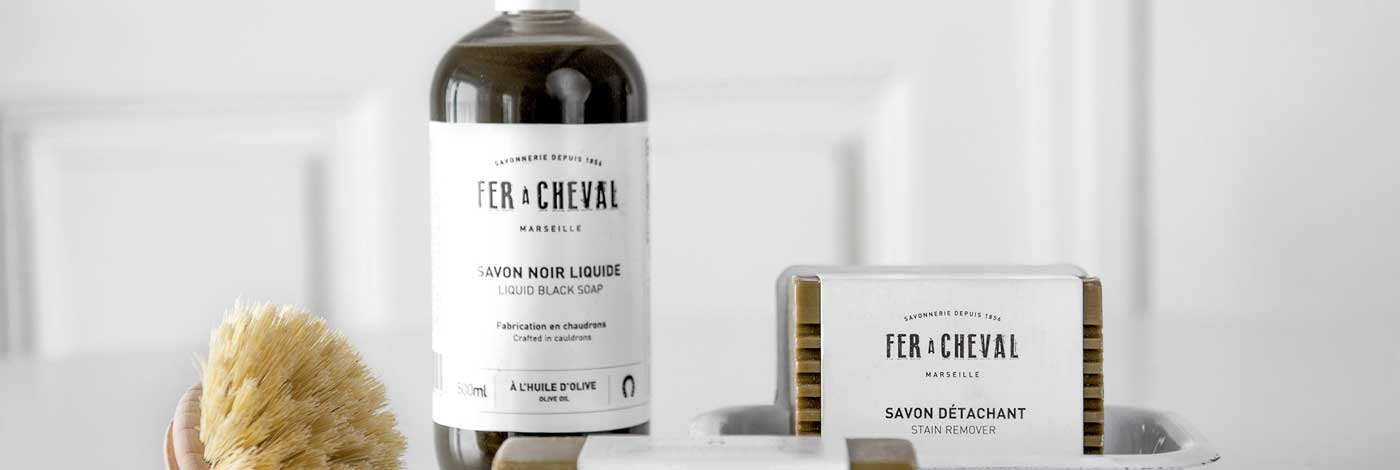 SAVONNERIE DEPUIS 1856
FER À CHEVAL
MARSEILLE
SAVON NOIR LIQUIDE
LIQUID BLACK SOAP
Fabrication en chaudrons
Crafted in cauldrons
500ml
À L'HUILE D'OLIVE
OLIVE OIL
SAVONNERIE DEPUIS 1856
FER À CHEVAL
MARSEILLE
SAVON DÉTACHANT
STAIN REMOVER